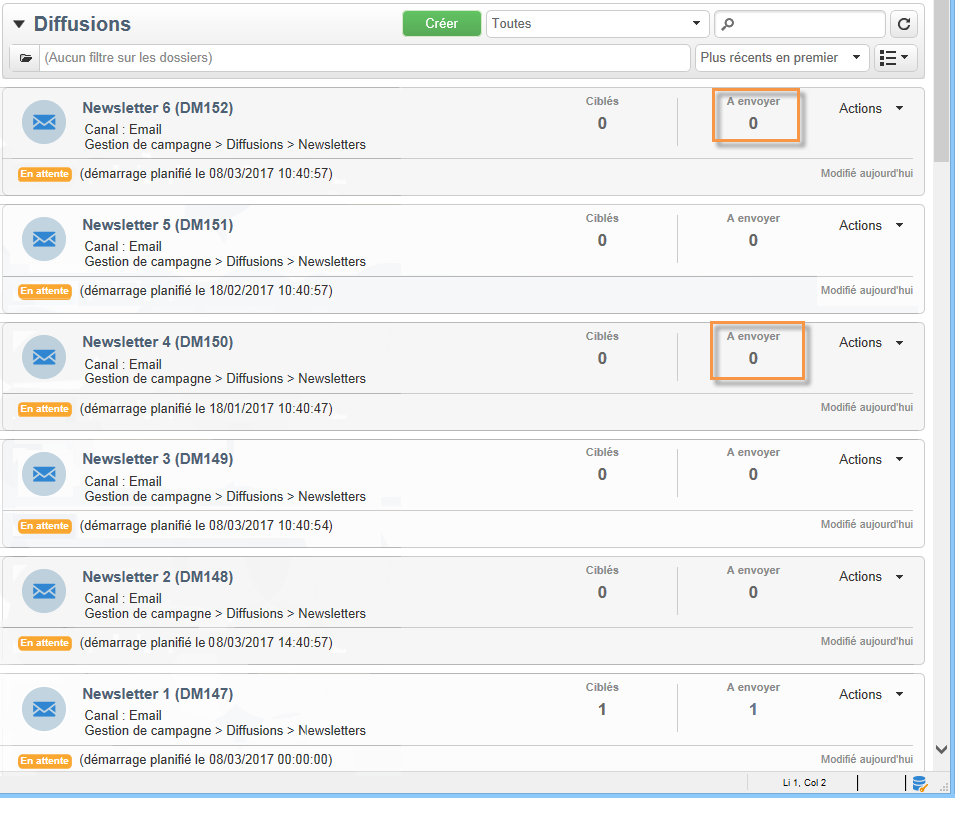 Diffusions
Créer
Toutes
(Aucun filtre sur les dossiers)
Plus récents en premier
Newsletter 6 (DM152)
Canal : Email
Gestion de campagne > Diffusions > Newsletters
Ciblés
0
A envoyer
0
Actions
En attente (démarrage planifié le 08/03/2017 10:40:57)
Modifié aujourd'hui
Newsletter 5 (DM151)
Canal : Email
Gestion de campagne > Diffusions > Newsletters
Ciblés
0
A envoyer
0
Actions
En attente (démarrage planifié le 18/02/2017 10:40:57)
Modifié aujourd'hui
Newsletter 4 (DM150)
Canal : Email
Gestion de campagne > Diffusions > Newsletters
Ciblés
0
A envoyer
0
Actions
En attente (démarrage planifié le 18/01/2017 10:40:47)
Modifié aujourd'hui
Newsletter 3 (DM149)
Canal : Email
Gestion de campagne > Diffusions > Newsletters
Ciblés
0
A envoyer
0
Actions
En attente (démarrage planifié le 08/03/2017 10:40:54)
Modifié aujourd'hui
Newsletter 2 (DM148)
Canal : Email
Gestion de campagne > Diffusions > Newsletters
Ciblés
0
A envoyer
0
Actions
En attente (démarrage planifié le 08/03/2017 14:40:57)
Modifié aujourd'hui
Newsletter 1 (DM147)
Canal : Email
Gestion de campagne > Diffusions > Newsletters
Ciblés
1
A envoyer
1
Actions
En attente (démarrage planifié le 08/03/2017 00:00:00)
Modifié aujourd'hui
Li 1, Col 2